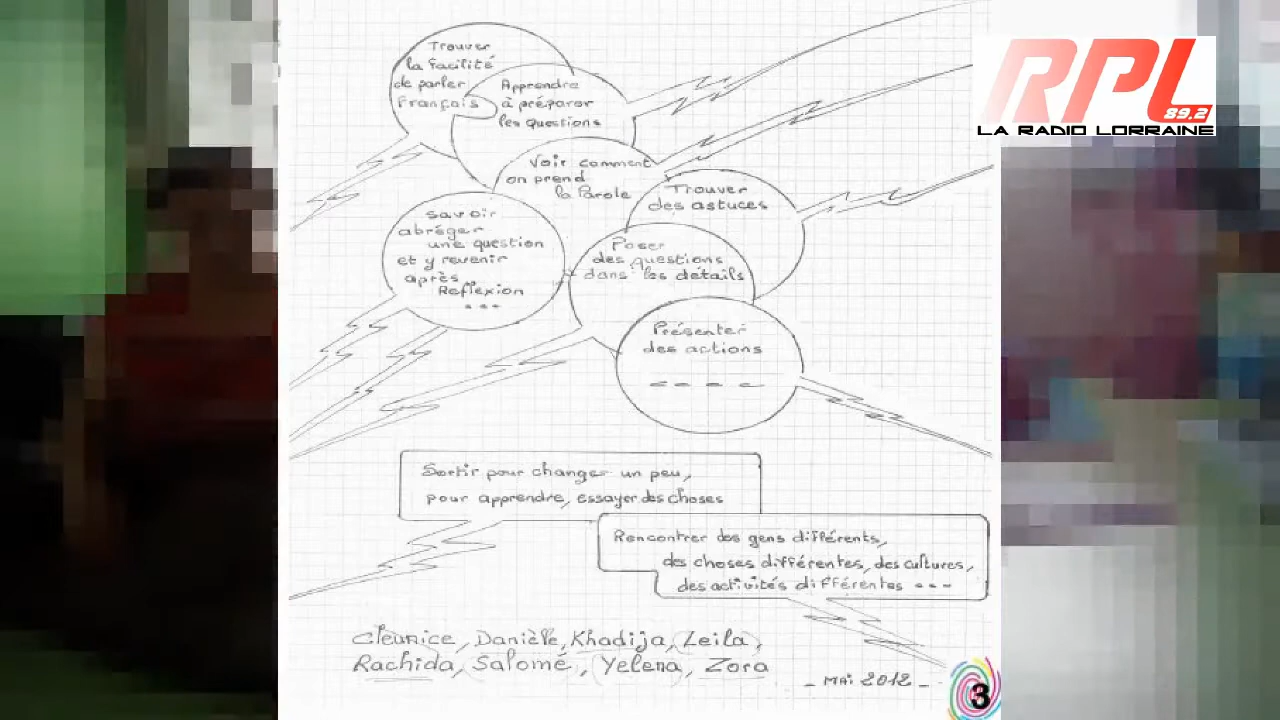 Trouver
la facilité
de parler
Français
Apprendre
à préparer
les questions
Voir comment
on prend
la Parole
Trouver
des astuces
Savoir
abréger
une question
et y revenir
après
Réflexion
Poser
des questions
dans les détails
Présenter
des actions
Sortir pour changer un peu,
pour apprendre, essayer des choses
Rencontrer des gens différents,
des choses différentes, des cultures,
des activités différentes
Cleunice, Danièle, Khadija, Leila,
Rachida, Salomé, Yelena, Zora
- MAI 2012 -
3
RPL
89.2
LA RADIO LORRAINE